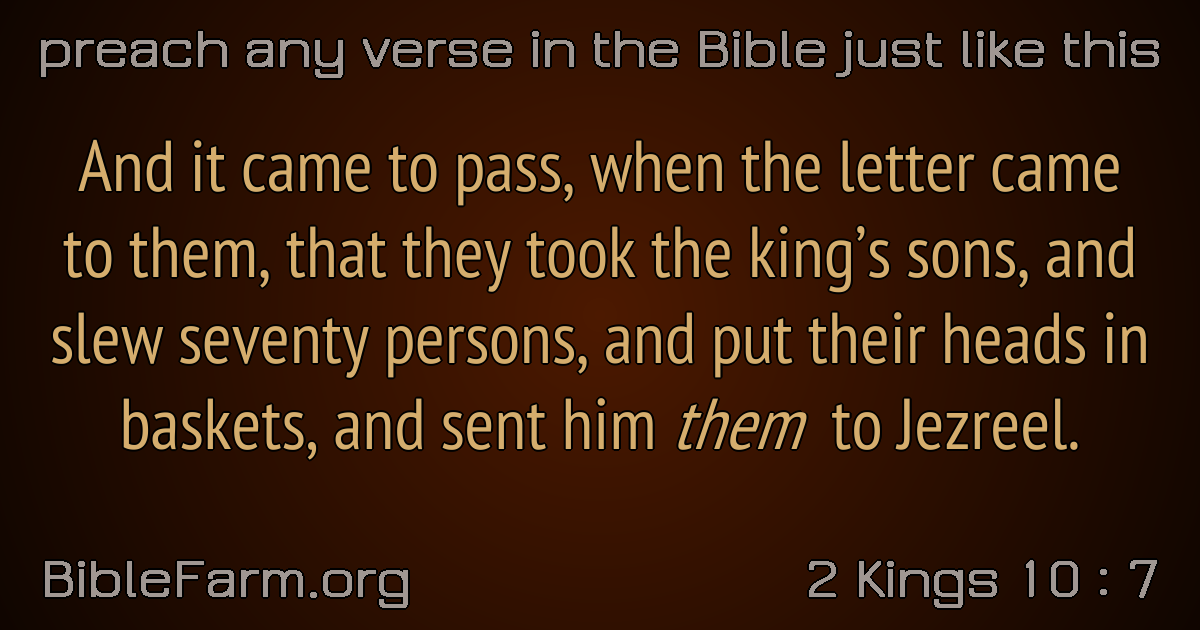 preach any verse in the Bible just like this
And it came to pass, when the letter came
to them, that they took the king’s sons, and
slew seventy persons, and put their heads in
baskets, and sent him them to Jezreel.
BibleFarm.org
2 Kings 10 : 7